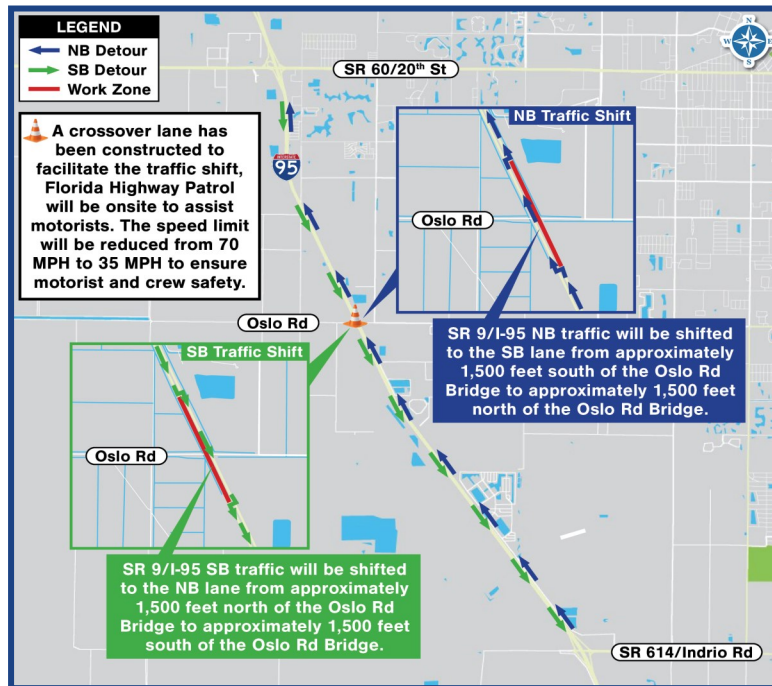 LEGEND
NB Detour
SB Detour
Work Zone
SR 60/20th St
N
W E
S
A crossover lane has
been constructed to
facilitate the traffic shift,
Florida Highway Patrol
will be onsite to assist
motorists. The speed limit
will be reduced from 70
MPH to 35 MPH to ensure
motorist and crew safety.
95
NB Traffic Shift
Oslo Rd
SR 9/I-95 NB traffic will be shifted
to the SB lane from approximately
1,500 feet south of the Oslo Rd
Bridge to approximately 1,500 feet
north of the Oslo Rd Bridge.
Oslo Rd
SB Traffic Shift
Oslo Rd
SR 9/I-95 SB traffic will be shifted
to the NB lane from approximately
1,500 feet north of the Oslo Rd
Bridge to approximately 1,500 feet
south of the Oslo Rd Bridge.
SR 614/Indrio Rd